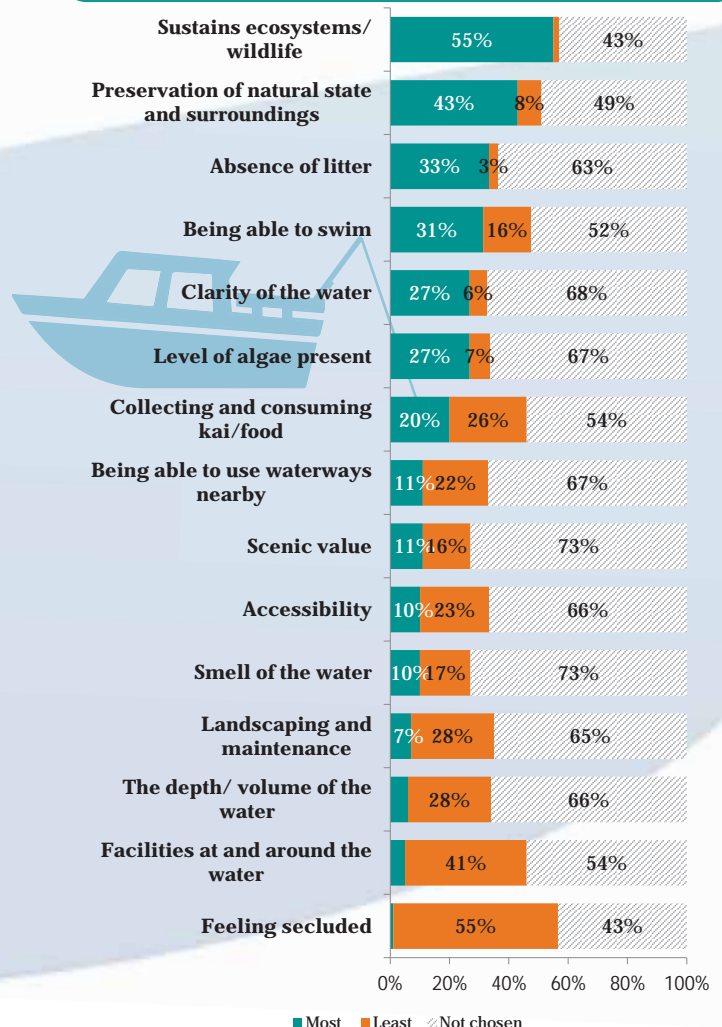 Sustains ecosystems/
wildlife
55%
43%
Preservation of natural state
and surroundings
43%
8%
49%
Absence of litter
33%
3%
63%
Being able to swim
31%
16%
52%
Clarity of the water
27%
6%
68%
Level of algae present
27%
7%
67%
Collecting and consuming
kai/food
20%
26%
54%
Being able to use waterways
nearby
11%
22%
67%
Scenic value
11%
16%
73%
Accessibility
10%
23%
66%
Smell of the water
10%
17%
73%
Landscaping and
maintenance
7%
28%
65%
The depth/ volume of the
water
28%
66%
Facilities at and around the
water
41%
54%
Feeling secluded
55%
43%
0% 20% 40% 60% 80% 100%
Most Least Not chosen